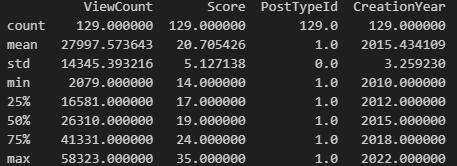 ViewCount Score PostTypeId CreationYear
count 129.000000 129.000000 129.0 129.000000
mean 27997.573643 20.705426 1.0 2015.434109
std 14345.393216 5.127138 0.0 3.259230
min 2079.000000 14.000000 1.0 2010.000000
25% 16581.000000 17.000000 1.0 2012.000000
50% 26310.000000 19.000000 1.0 2015.000000
75% 41331.000000 24.000000 1.0 2018.000000
max 58323.000000 35.000000 1.0 2022.000000